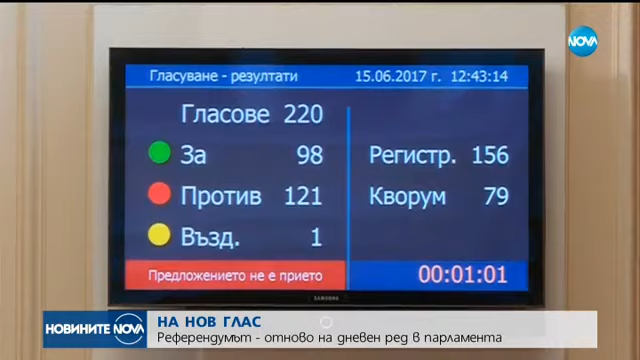 NOVA
Гласуване - резултати 15.06.2017 г. 12:43:14
Гласове 220
За 98
Против 121
Възд. 1
Регистр. 156
Кворум 79
Предложението не е прието 00:01:01
SAMSUNG
НОВИНИТЕ NOVA
НА НОВ ГЛАС
Референдумът - отново на дневен ред в парламента